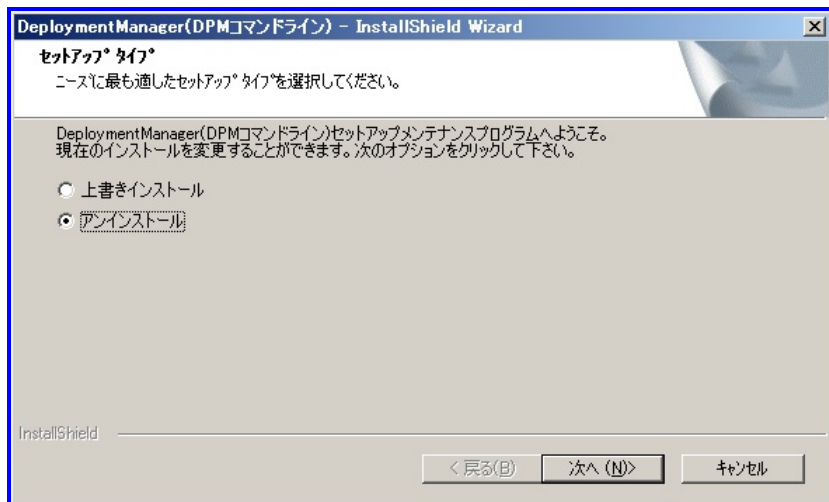 DeploymentManager(DPMコマンドライン) - InstallShield Wizard
セットアップ タイプ
ニーズに最も適したセットアップ タイプを選択してください。
DeploymentManager(DPMコマンドライン)セットアップメンテナンスプログラムへようこそ。
現在のインストールを変更することができます。次のオプションをクリックして下さい。
上書きインストール
アンインストール
InstallShield
< 戻る(B)
次へ (N)>
キャンセル